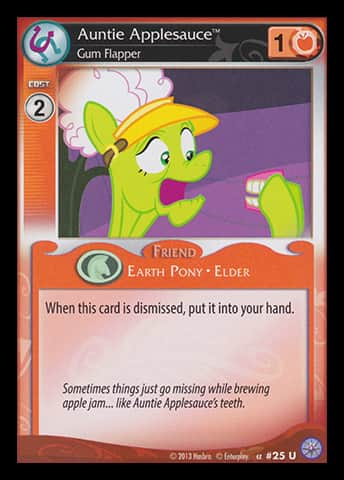 Auntie Applesauce™
Gum Flapper
1
COST
2
FRIEND
EARTH PONY • ELDER
When this card is dismissed, put it into your hand.
Sometimes things just go missing while brewing
apple jam... like Auntie Applesauce's teeth.
© 2013 Hasbro. © Enterplay. #25 U